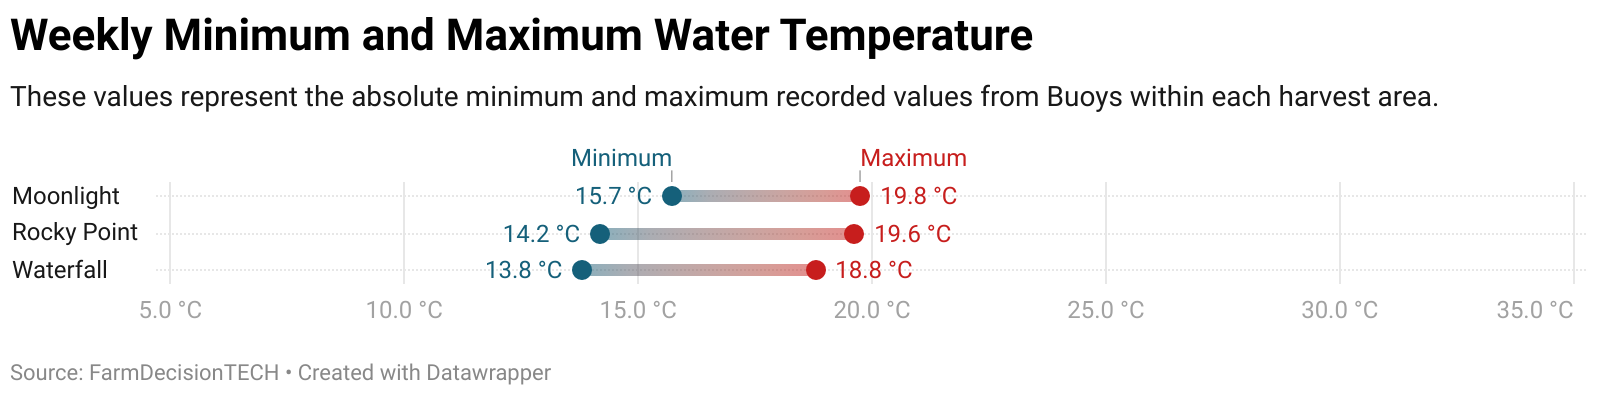 Weekly Minimum and Maximum Water Temperature
These values represent the absolute minimum and maximum recorded values from Buoys within each harvest area.
Minimum Maximum
Moonlight 15.7 °C 19.8 °C
Rocky Point 14.2 °C 19.6 °C
Waterfall 13.8 °C 18.8 °C
5.0 °C 10.0 °C 15.0 °C 20.0 °C 25.0 °C 30.0 °C 35.0 °C
Source: FarmDecisionTECH • Created with Datawrapper